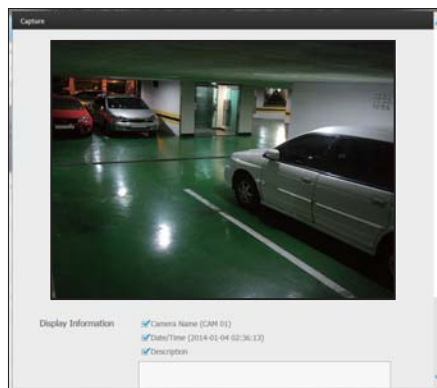 Capture
Display Information
Camera Name (CAM 01)
Date/Time (2014-01-04 02:36:13)
Description